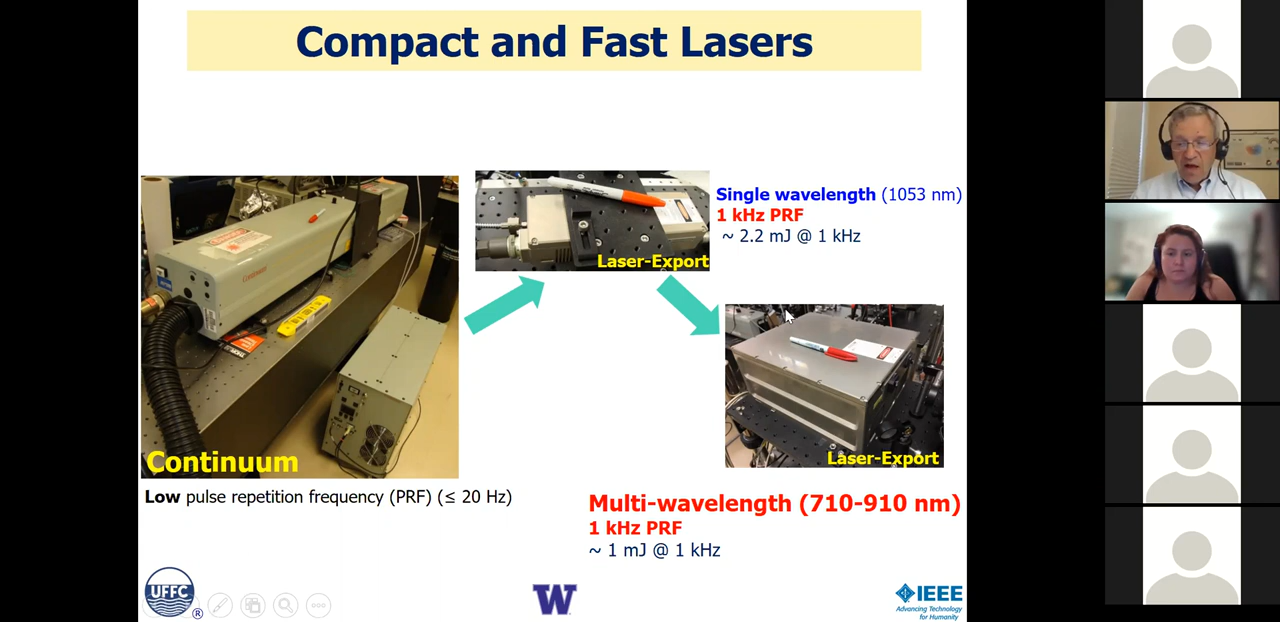 Compact and Fast Lasers
Continuum
Low pulse repetition frequency (PRF) (≤ 20 Hz)
Laser-Export
Single wavelength (1053 nm)
1 kHz PRF
~ 2.2 mJ @ 1 kHz
Laser-Export
Multi-wavelength (710-910 nm)
1 kHz PRF
~ 1 mJ @ 1 kHz
UFFC
®
W
IEEE
Advancing Technology
for Humanity